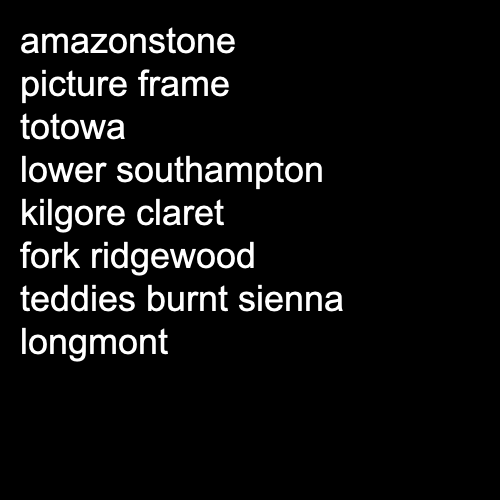 amazonstone
picture frame
totowa
lower southampton
kilgore claret
fork ridgewood
teddies burnt sienna
longmont